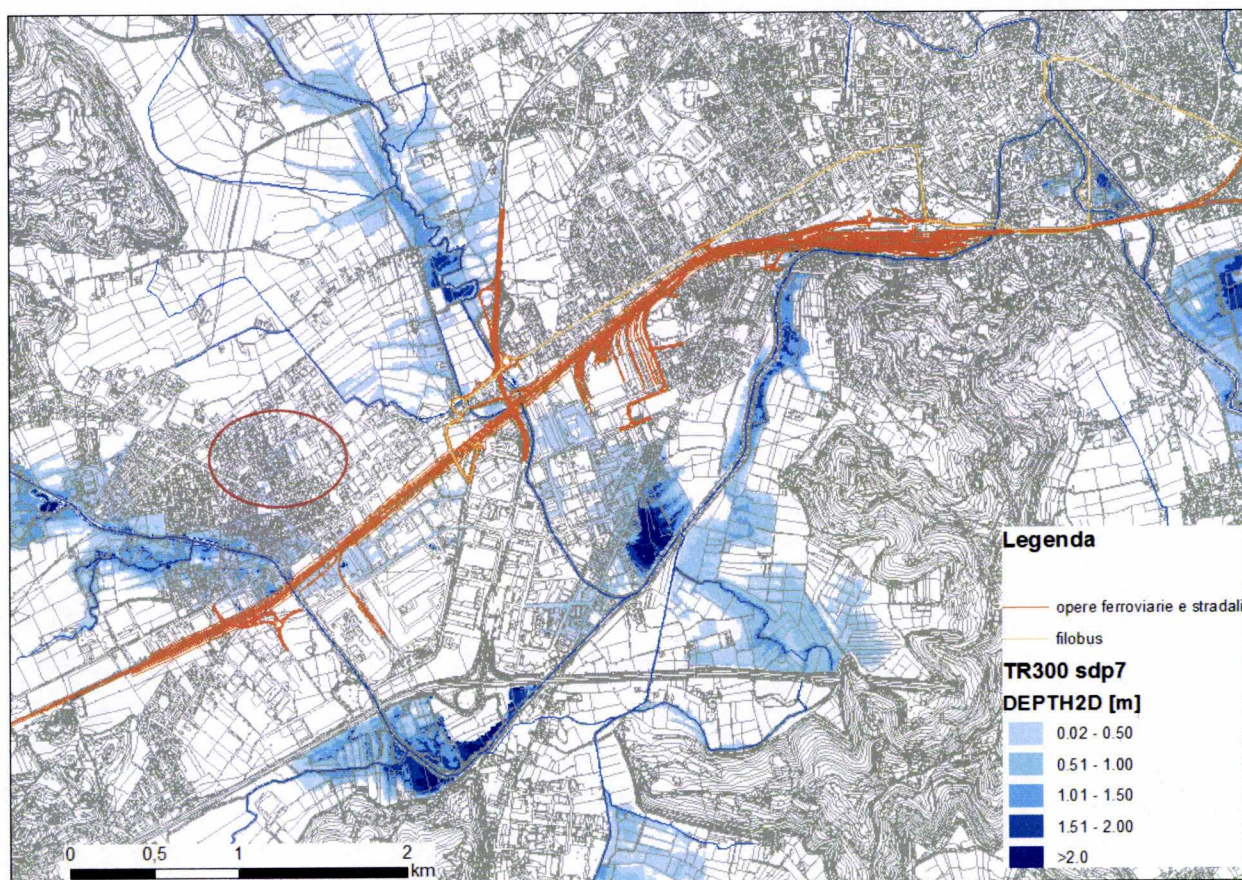 Legenda
opere ferroviarie e stradali
filobus
TR300 sdp7
DEPTH2D [m]
0.02 - 0.50
0.51 - 1.00
1.01 - 1.50
1.51 - 2.00
>2.0
0 0,5 1 2
km